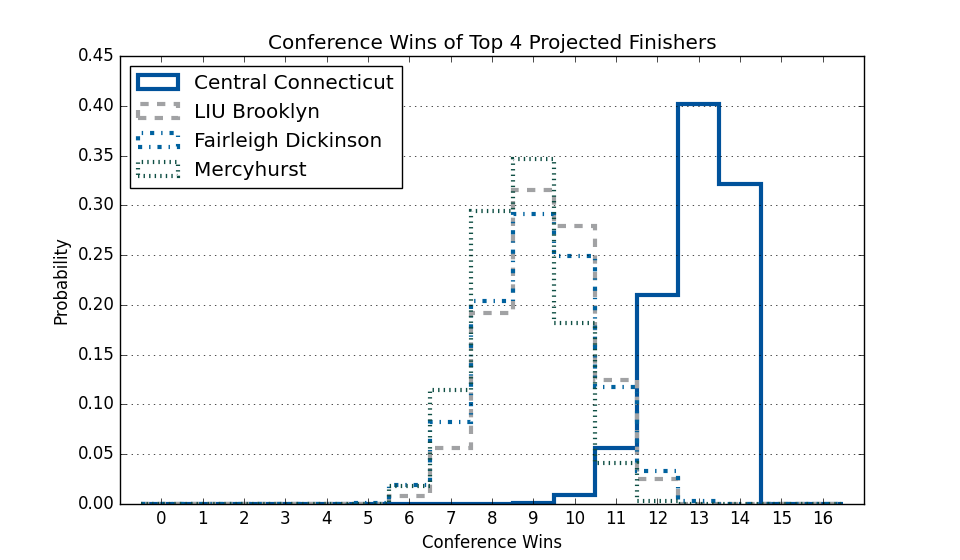 Conference Wins of Top 4 Projected Finishers
0.45
0.40
0.35
0.30
0.25
0.20
0.15
0.10
0.05
0.00
Probability
Central Connecticut
LIU Brooklyn
Fairleigh Dickinson
Mercyhurst
0 1 2 3 4 5 6 7 8 9 10 11 12 13 14 15 16
Conference Wins